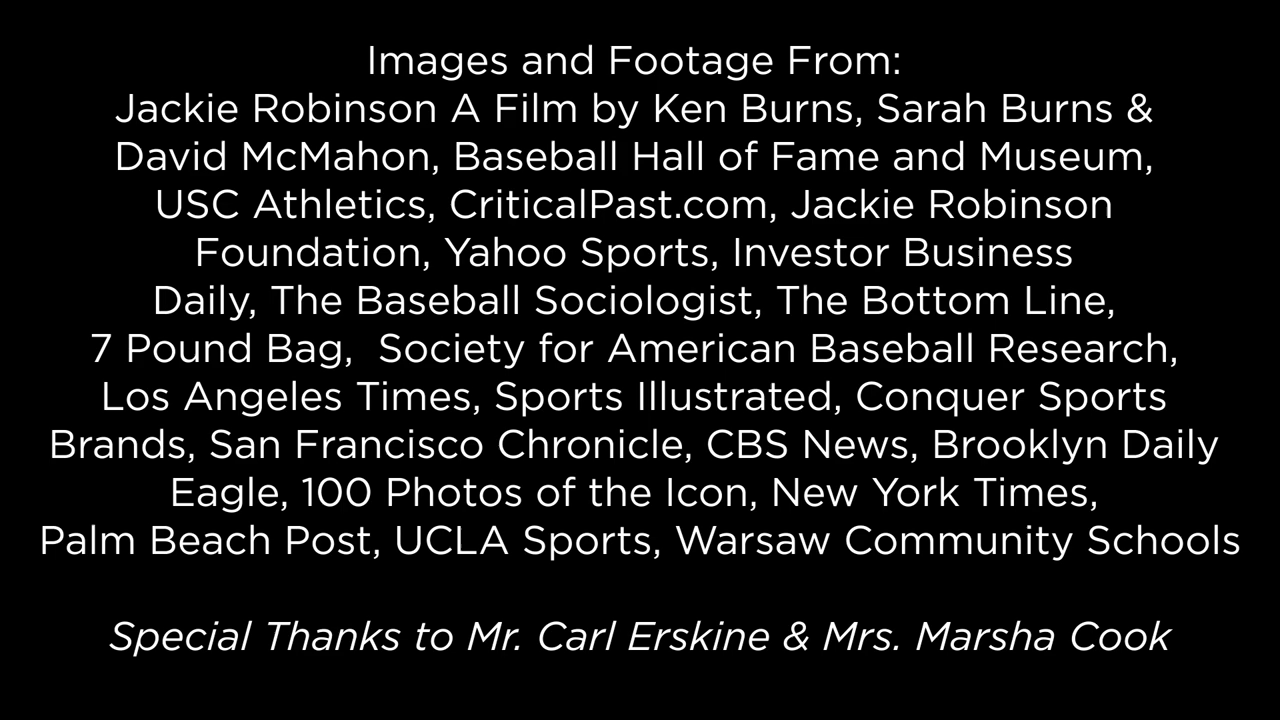 Images and Footage From:
Jackie Robinson A Film by Ken Burns, Sarah Burns &
David McMahon, Baseball Hall of Fame and Museum,
USC Athletics, CriticalPast.com, Jackie Robinson
Foundation, Yahoo Sports, Investor Business
Daily, The Baseball Sociologist, The Bottom Line,
7 Pound Bag,  Society for American Baseball Research,
Los Angeles Times, Sports Illustrated, Conquer Sports
Brands, San Francisco Chronicle, CBS News, Brooklyn Daily
Eagle, 100 Photos of the Icon, New York Times,
Palm Beach Post, UCLA Sports, Warsaw Community Schools
Special Thanks to Mr. Carl Erskine & Mrs. Marsha Cook